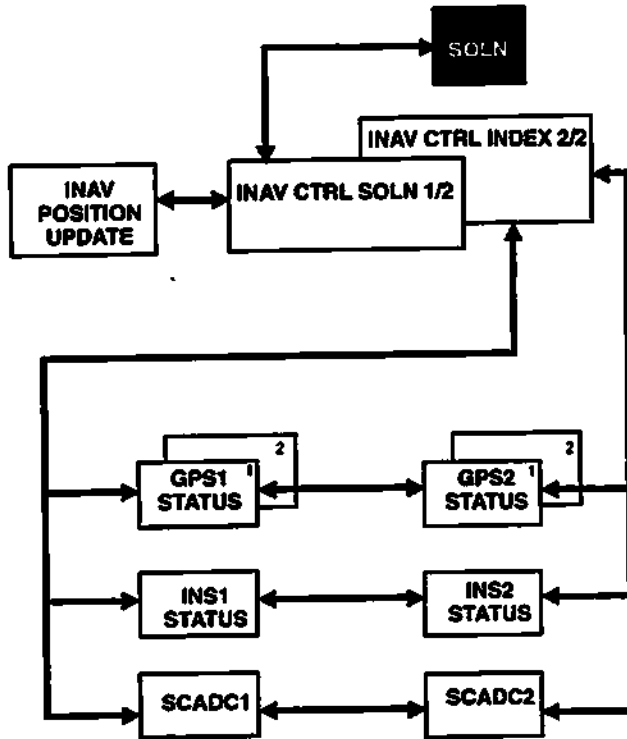 SOLN
INAV CTRL INDEX 2/2
INAV CTRL SOLN 1/2
INAV
POSITION
UPDATE
2
GPS1 1
STATUS
2
GPS2 1
STATUS
INS1
STATUS
INS2
STATUS
SCADC1
SCADC2